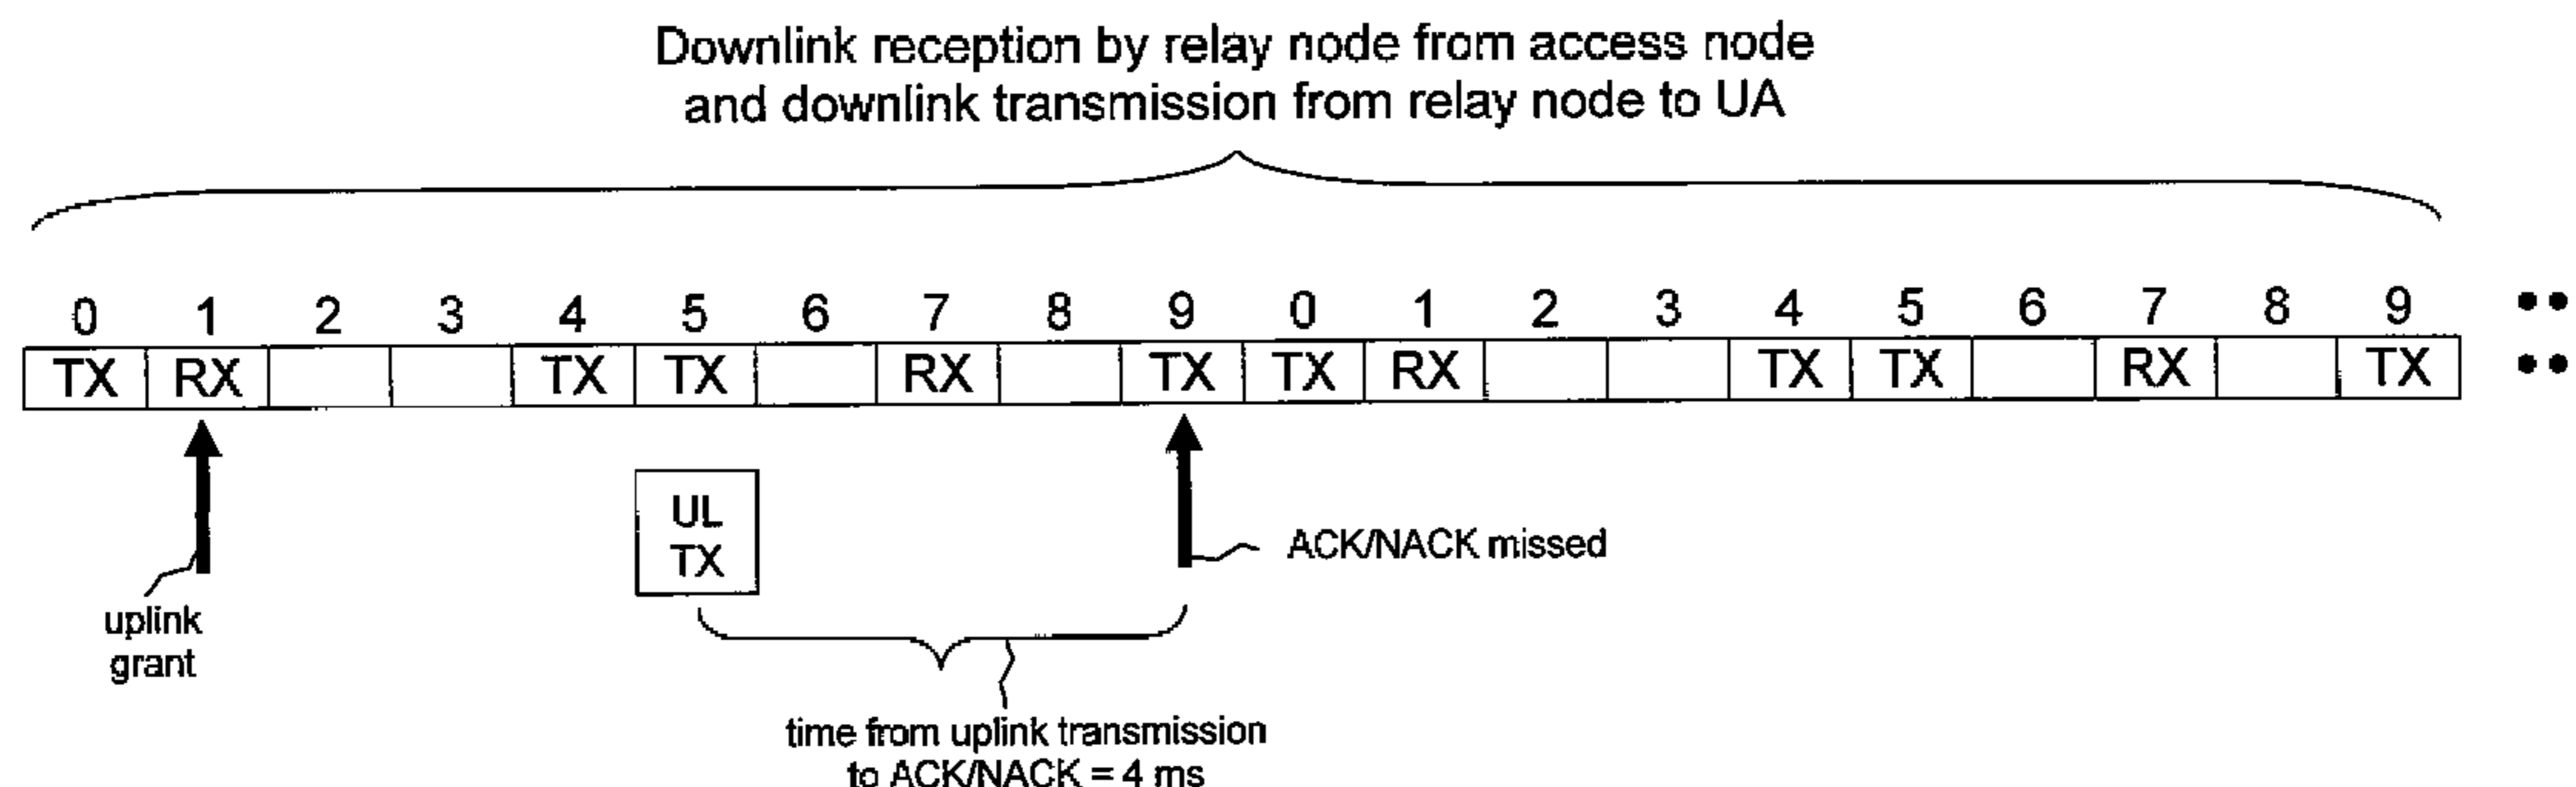 Downlink reception by relay node from access node
and downlink transmission from relay node to UA
0 1 2 3 4 5 6 7 8 9 0 1 2 3 4 5 6 7 8 9
TX RX TX TX RX TX TX RX TX TX RX TX
UL
TX
ACK/NACK missed
uplink
grant
time from uplink transmission
to ACK/NACK = 4 ms